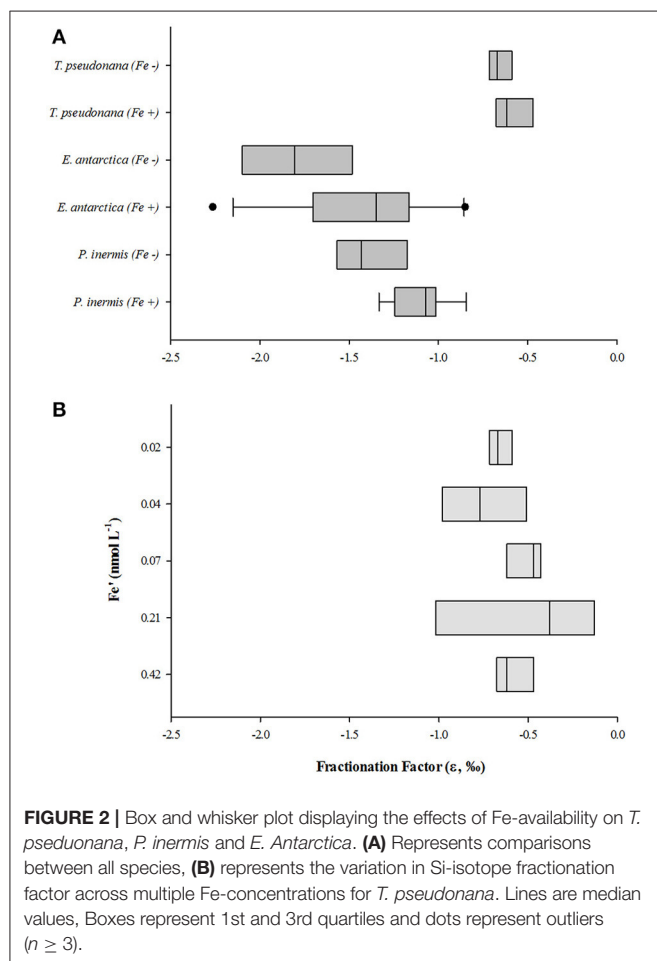 A
T. pseudonana (Fe -)
T. pseudonana (Fe +)
E. antarctica (Fe -)
E. antarctica (Fe +)
P. inermis (Fe -)
P. inermis (Fe +)
-2.5 -2.0 -1.5 -1.0 -0.5 0.0
B
Fe' (nmol L⁻¹)
0.02
0.04
0.07
0.21
0.42
-2.5 -2.0 -1.5 -1.0 -0.5 0.0
Fractionation Factor (ε, ‰)
FIGURE 2 | Box and whisker plot displaying the effects of Fe-availability on T.
pseduonana, P. inermis and E. Antarctica. (A) Represents comparisons
between all species, (B) represents the variation in Si-isotope fractionation
factor across multiple Fe-concentrations for T. pseudonana. Lines are median
values, Boxes represent 1st and 3rd quartiles and dots represent outliers
(n ≥ 3).